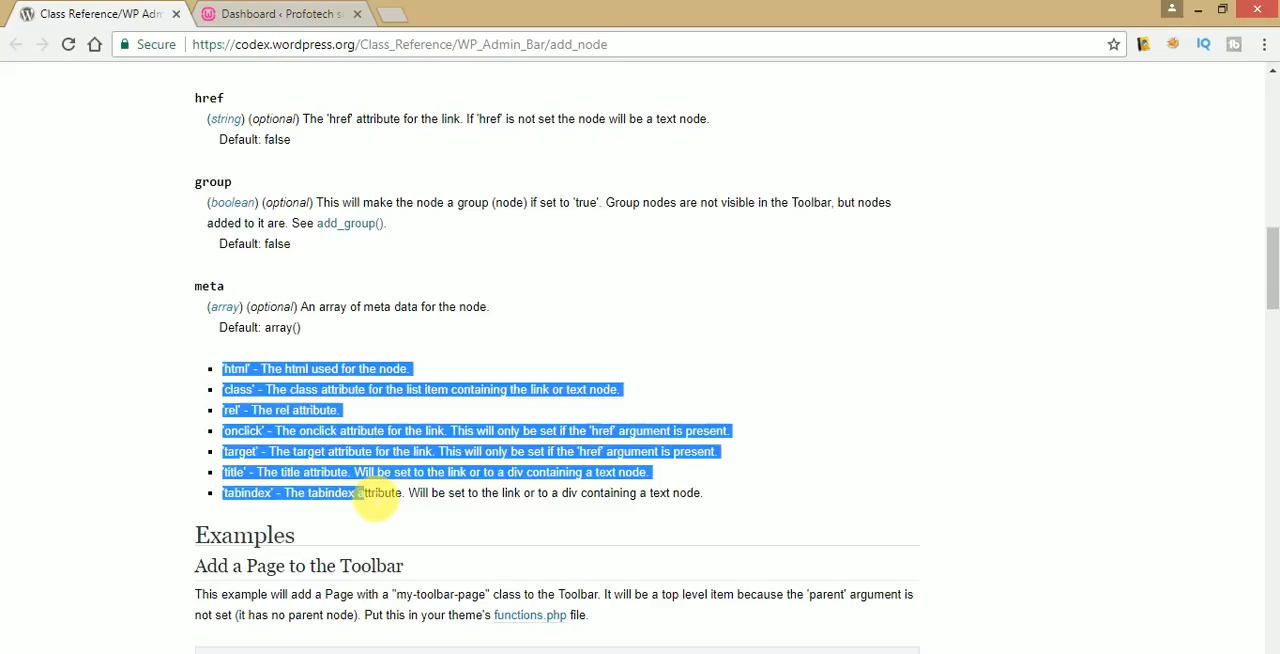 Class Reference/WP Adm
Dashboard ‹ Profotech s
Secure
https://codex.wordpress.org/Class_Reference/WP_Admin_Bar/add_node
IQ
tb
href
(string) (optional) The 'href' attribute for the link. If 'href' is not set the node will be a text node.
Default: false
group
(boolean) (optional) This will make the node a group (node) if set to 'true'. Group nodes are not visible in the Toolbar, but nodes
added to it are. See add_group().
Default: false
meta
(array) (optional) An array of meta data for the node.
Default: array()
'html' - The html used for the node.
'class' - The class attribute for the list item containing the link or text node.
'rel' - The rel attribute.
'onclick' - The onclick attribute for the link. This will only be set if the 'href' argument is present.
'target' - The target attribute for the link. This will only be set if the 'href' argument is present.
'title' - The title attribute. Will be set to the link or to a div containing a text node.
'tabindex' - The tabindex attribute. Will be set to the link or to a div containing a text node.
Examples
Add a Page to the Toolbar
This example will add a Page with a "my-toolbar-page" class to the Toolbar. It will be a top level item because the 'parent' argument is
not set (it has no parent node). Put this in your theme's functions.php file.